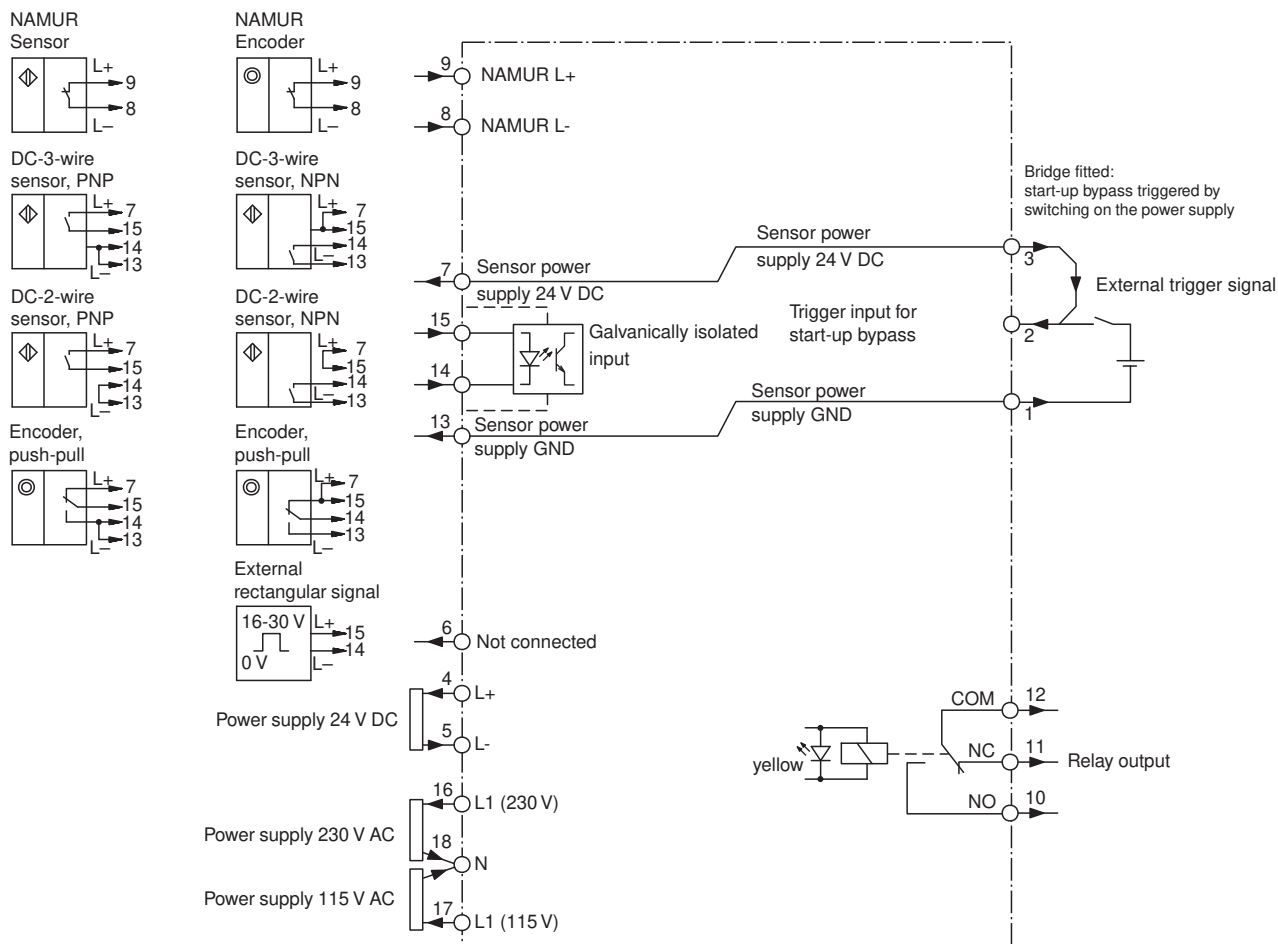 NAMUR
Sensor
L+
9
8
L–
NAMUR
Encoder
L+
9
8
L–
DC-3-wire
sensor, PNP
L+
7
15
14
13
L–
DC-3-wire
sensor, NPN
L+
7
15
14
L–
13
DC-2-wire
sensor, PNP
L+
7
15
14
13
L–
DC-2-wire
sensor, NPN
L+
7
15
14
L–
13
Encoder,
push-pull
L+
7
15
14
13
L–
Encoder,
push-pull
L+
7
15
14
13
L–
External
rectangular signal
16-30 V
0 V
L+
15
14
L–
9
NAMUR L+
8
NAMUR L-
7
Sensor power
supply 24 V DC
15
14
Galvanically isolated
input
13
Sensor power
supply GND
Sensor power
supply 24 V DC
Trigger input for
start-up bypass
Sensor power
supply GND
Bridge fitted:
start-up bypass triggered by
switching on the power supply
3
External trigger signal
2
1
6
Not connected
4
L+
Power supply 24 V DC
5
L-
16
L1 (230 V)
Power supply 230 V AC
18
N
Power supply 115 V AC
17
L1 (115 V)
yellow
COM
12
NC
11
Relay output
NO
10